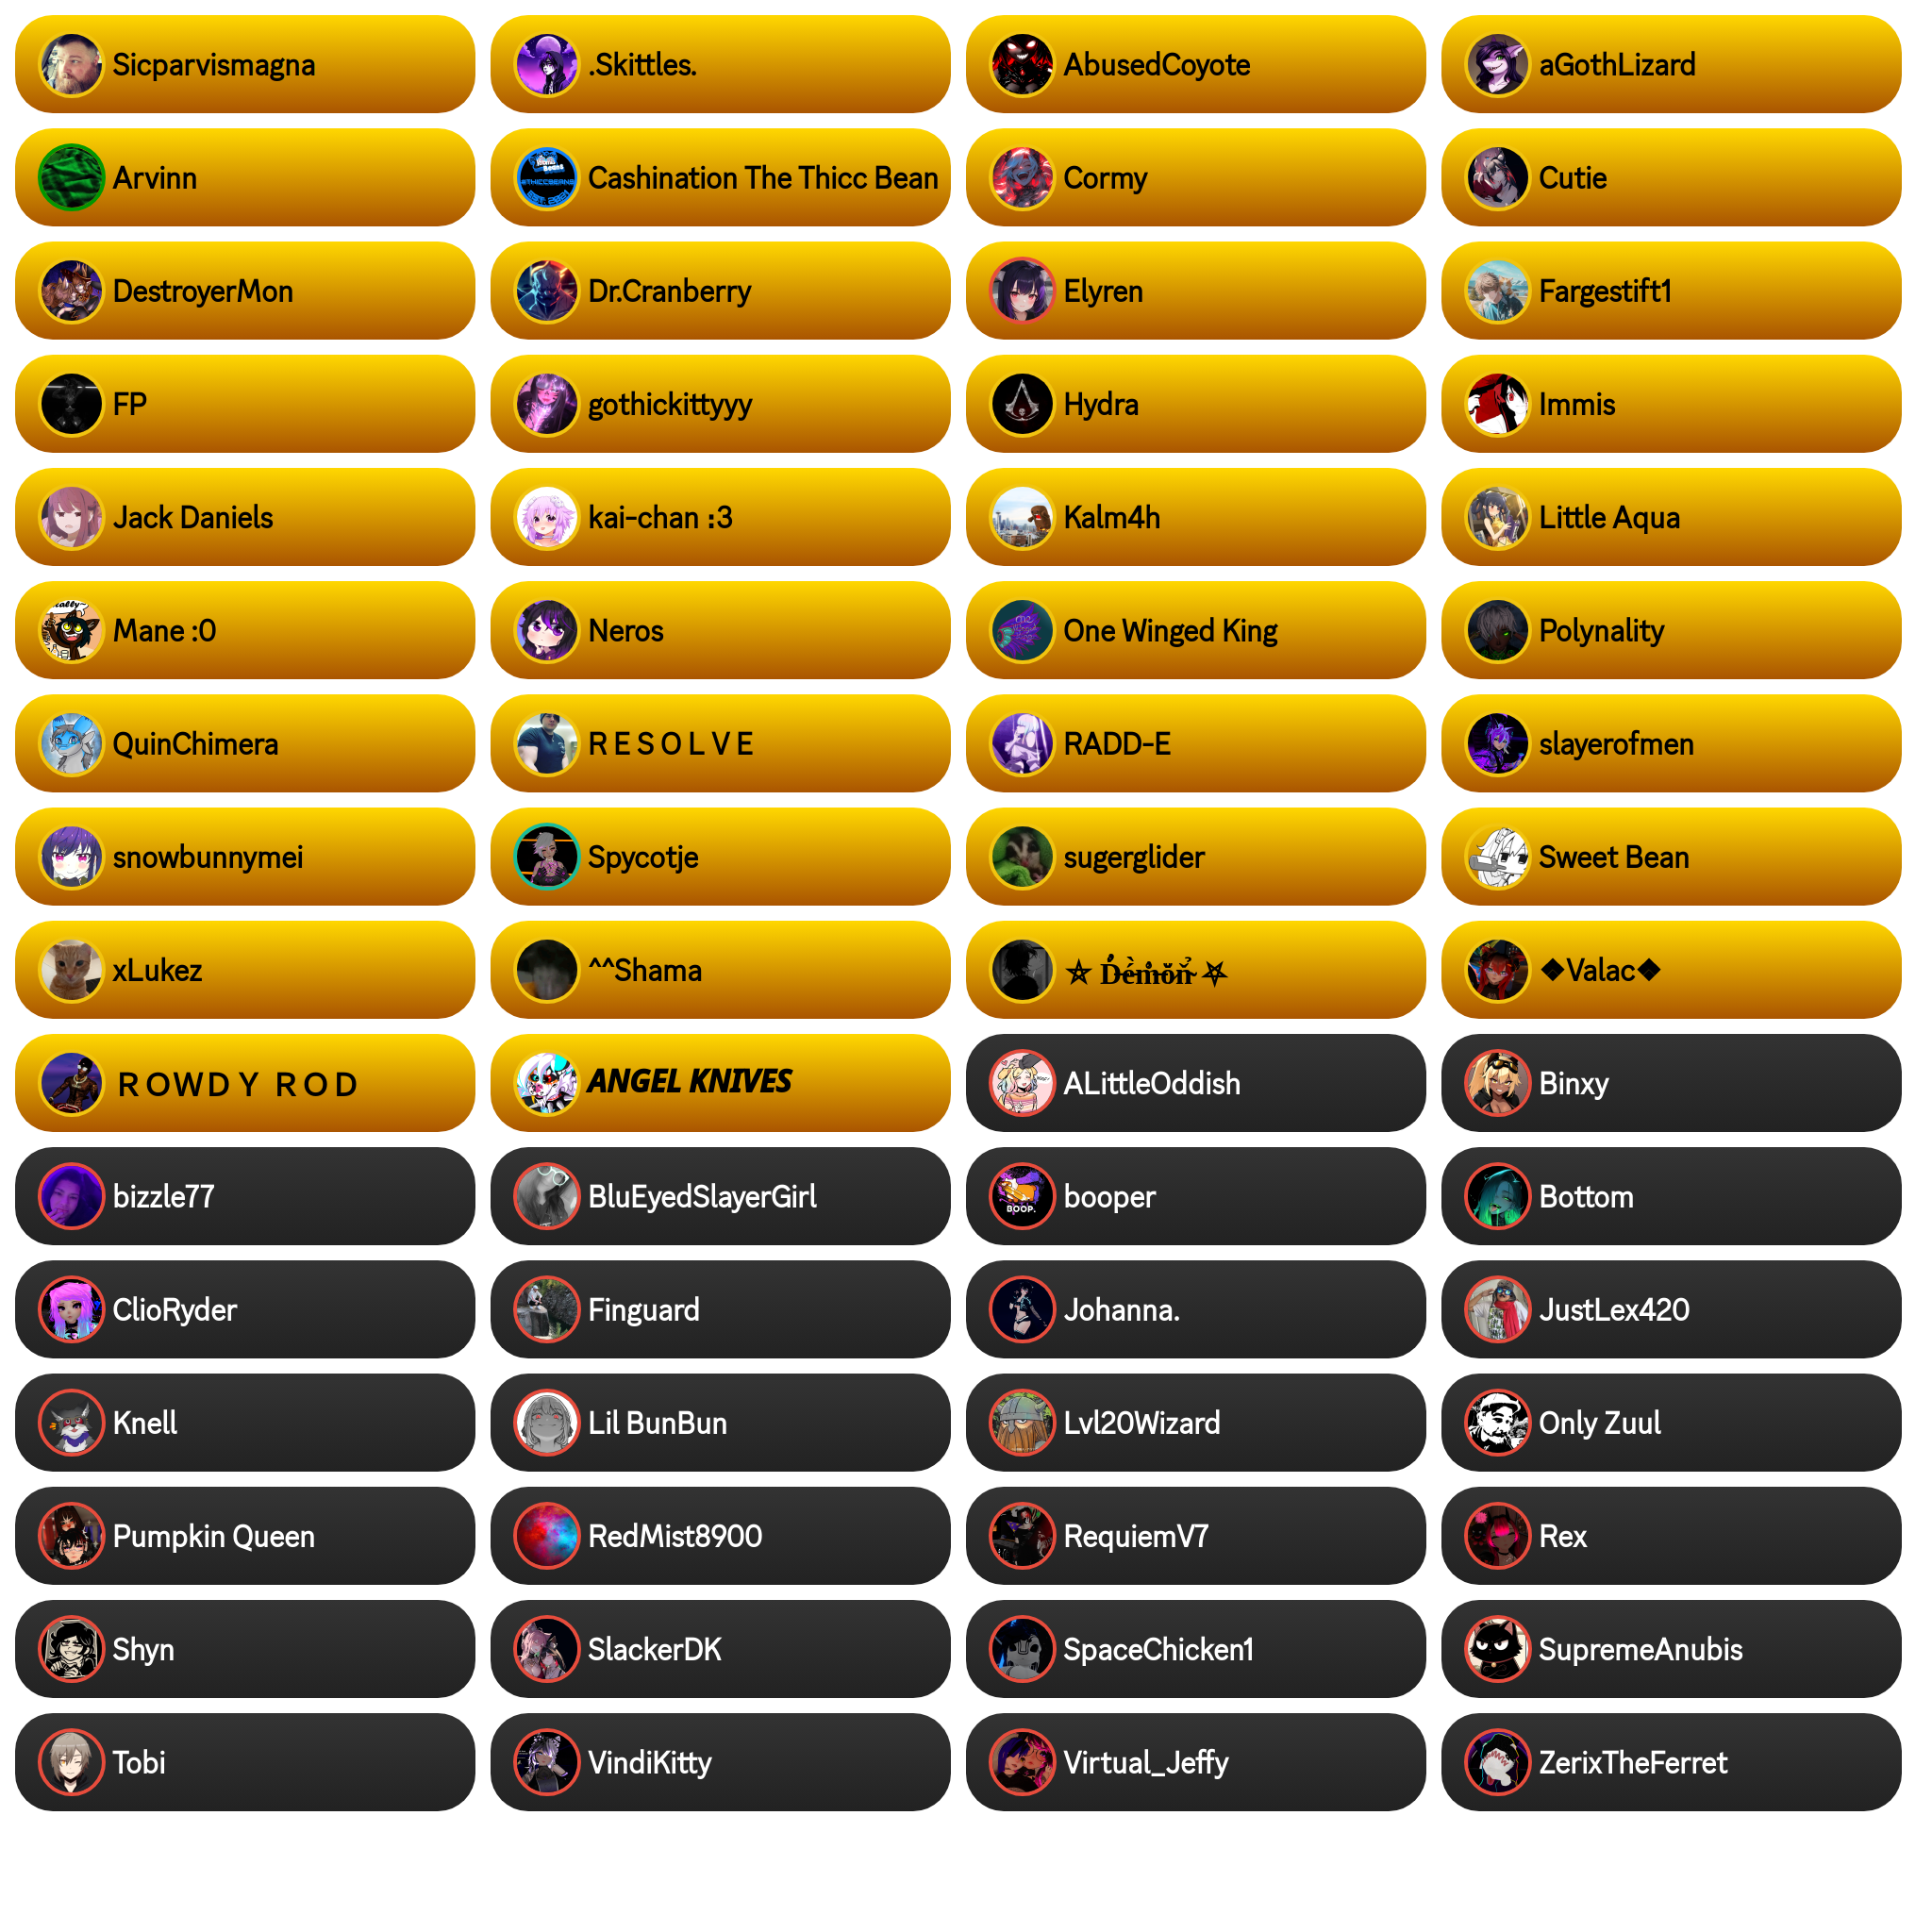 Sicparvismagna
.Skittles.
AbusedCoyote
aGothLizard
Arvinn
Cashination The Thicc Bean
Cormy
Cutie
DestroyerMon
Dr.Cranberry
Elyren
Fargestift1
FP
gothickittyyy
Hydra
Immis
Jack Daniels
kai-chan :3
Kalm4h
Little Aqua
Mane :0
Neros
One Winged King
Polynality
QuinChimera
R E S O L V E
RADD-E
slayerofmen
snowbunnymei
Spycotje
sugerglider
Sweet Bean
xLukez
^^Shama
⛤ D̴e̴m̴o̴n̴ ⛧
❖Valac❖
ＲＯＷＤＹ ＲＯＤ
ANGEL KNIVES
ALittleOddish
Binxy
bizzle77
BluEyedSlayerGirl
BOOP.
booper
Bottom
ClioRyder
Finguard
Johanna.
JustLex420
Knell
Lil BunBun
Lvl20Wizard
Only Zuul
Pumpkin Queen
RedMist8900
RequiemV7
Rex
Shyn
SlackerDK
SpaceChicken1
SupremeAnubis
Tobi
VindiKitty
Virtual_Jeffy
ZerixTheFerret